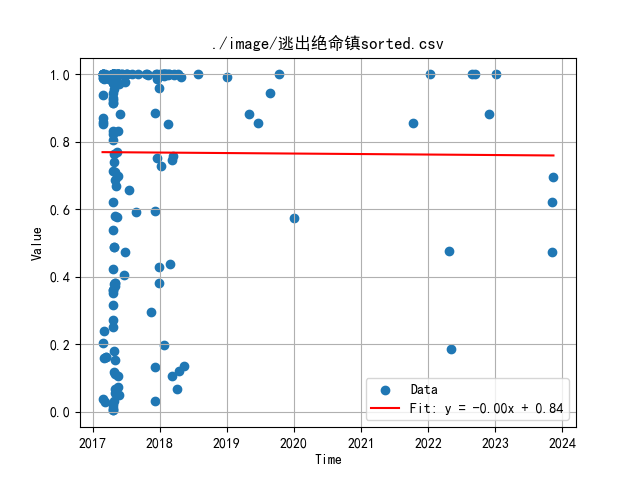 ./image/逃出绝命镇sorted.csv
1.0
0.8
0.6
0.4
0.2
0.0
Value
Data
Fit: y = -0.00x + 0.84
2017 2018 2019 2020 2021 2022 2023 2024
Time